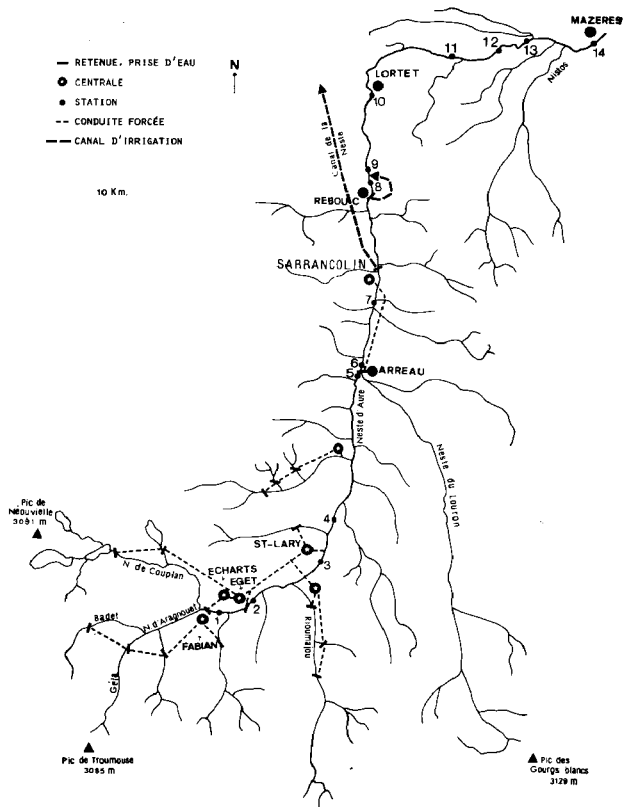 RETENUE, PRISE D'EAU
CENTRALE
STATION
CONDUITE FORCÉE
CANAL D'IRRIGATION
N
10 Km.
MAZERES
11
12
13
14
Nistos
LORTET
10
Canal de la
Neste
9
8
REBOUC
SARRANCOLIN
7
6
5
ARREAU
Neste d'Aure
Neste du Louron
4
Pic de
Néouvielle
3091 m
ST-LARY
3
N de Couplan
ECHARTS
EGET
2
1
N d'Aragnouet
Badet
FABIAN
Géla
Rioumajou
Pic de Troumouse
3085 m
Pic des
Gourgs blancs
3129 m